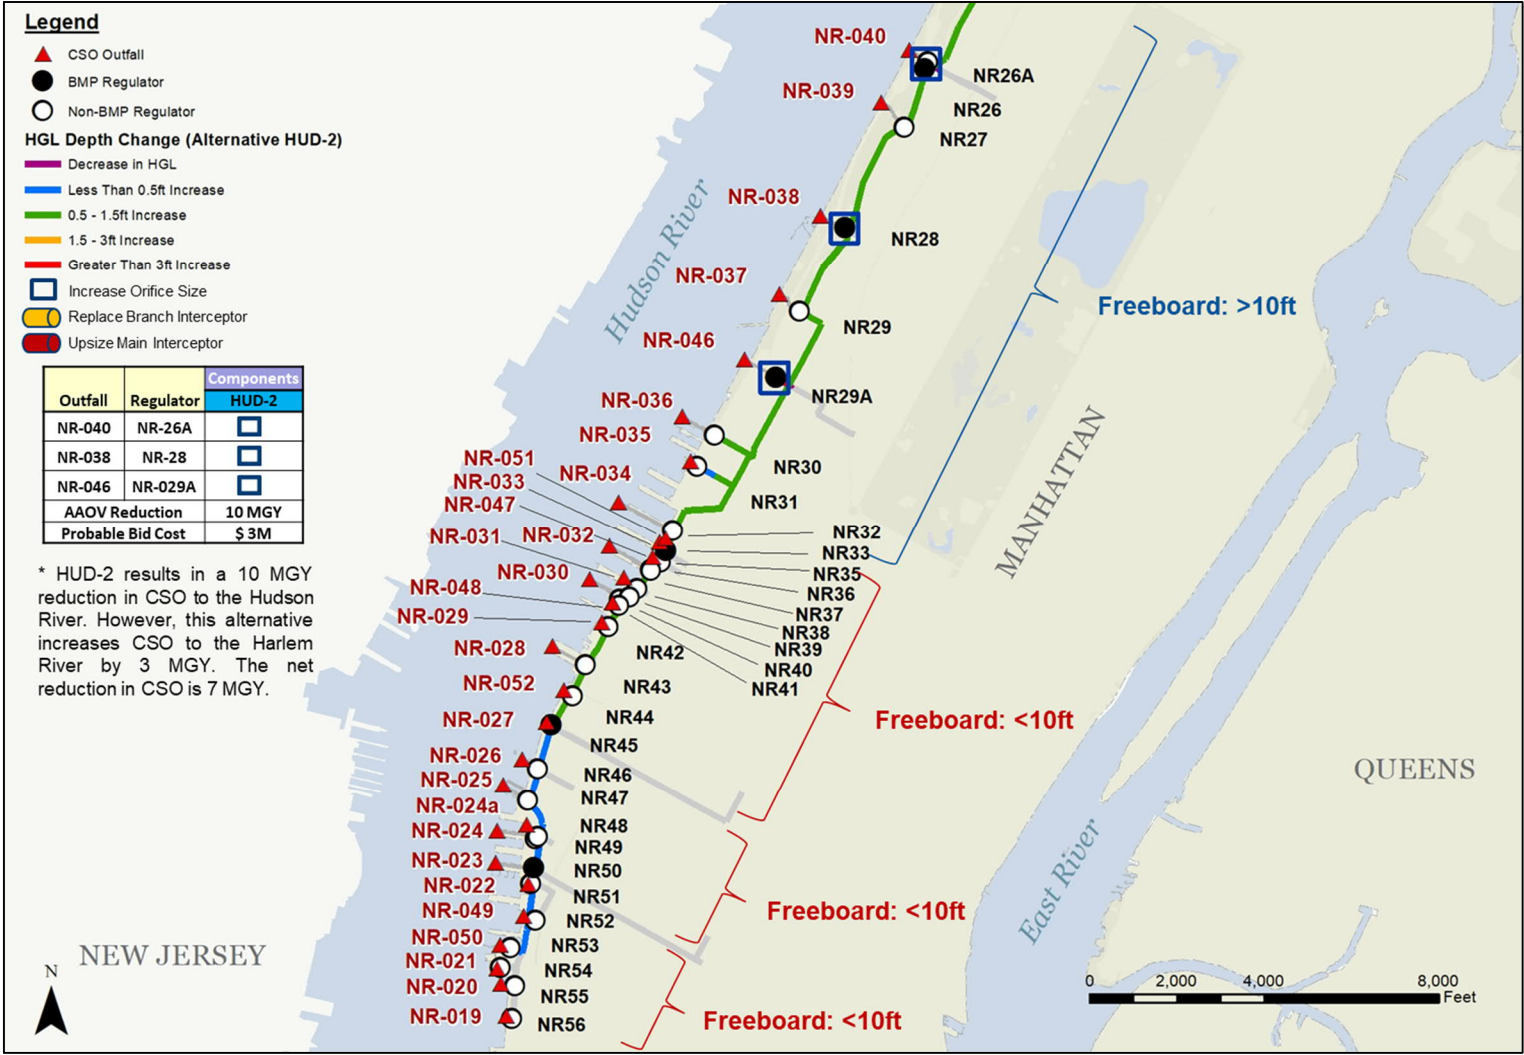 Legend
CSO Outfall
BMP Regulator
Non-BMP Regulator
HGL Depth Change (Alternative HUD-2)
Decrease in HGL
Less Than 0.5ft Increase
0.5 - 1.5ft Increase
1.5 - 3ft Increase
Greater Than 3ft Increase
Increase Orifice Size
Replace Branch Interceptor
Upsize Main Interceptor
Components
Outfall Regulator HUD-2
NR-040 NR-26A
NR-038 NR-28
NR-046 NR-029A
AAOV Reduction 10 MGY
Probable Bid Cost $ 3M
* HUD-2 results in a 10 MGY
reduction in CSO to the Hudson
River. However, this alternative
increases CSO to the Harlem
River by 3 MGY. The net
reduction in CSO is 7 MGY.
NEW JERSEY
N
Hudson River
NR-040
NR-039
NR-038
NR-037
NR-046
NR-036
NR-035
NR-051
NR-034
NR-033
NR-047
NR-031
NR-032
NR-030
NR-048
NR-029
NR-028
NR-052
NR-027
NR-026
NR-025
NR-024a
NR-024
NR-023
NR-022
NR-049
NR-050
NR-021
NR-020
NR-019
NR26A
NR26
NR27
NR28
NR29
NR29A
NR30
NR31
NR32
NR33
NR35
NR36
NR37
NR38
NR39
NR40
NR41
NR42
NR43
NR44
NR45
NR46
NR47
NR48
NR49
NR50
NR51
NR52
NR53
NR54
NR55
NR56
Freeboard: >10ft
MANHATTAN
Freeboard: <10ft
Freeboard: <10ft
Freeboard: <10ft
QUEENS
East River
0 2,000 4,000 8,000
Feet